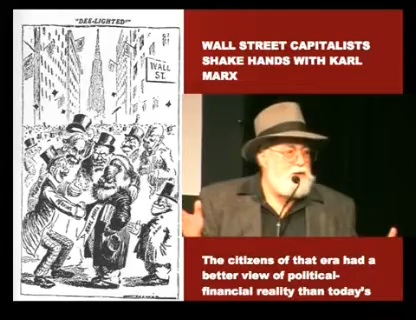 "DEE-LIGHTED!"
WALL
ST.
WALL STREET CAPITALISTS
SHAKE HANDS WITH KARL
MARX
The citizens of that era had a
better view of political-
financial reality than today's